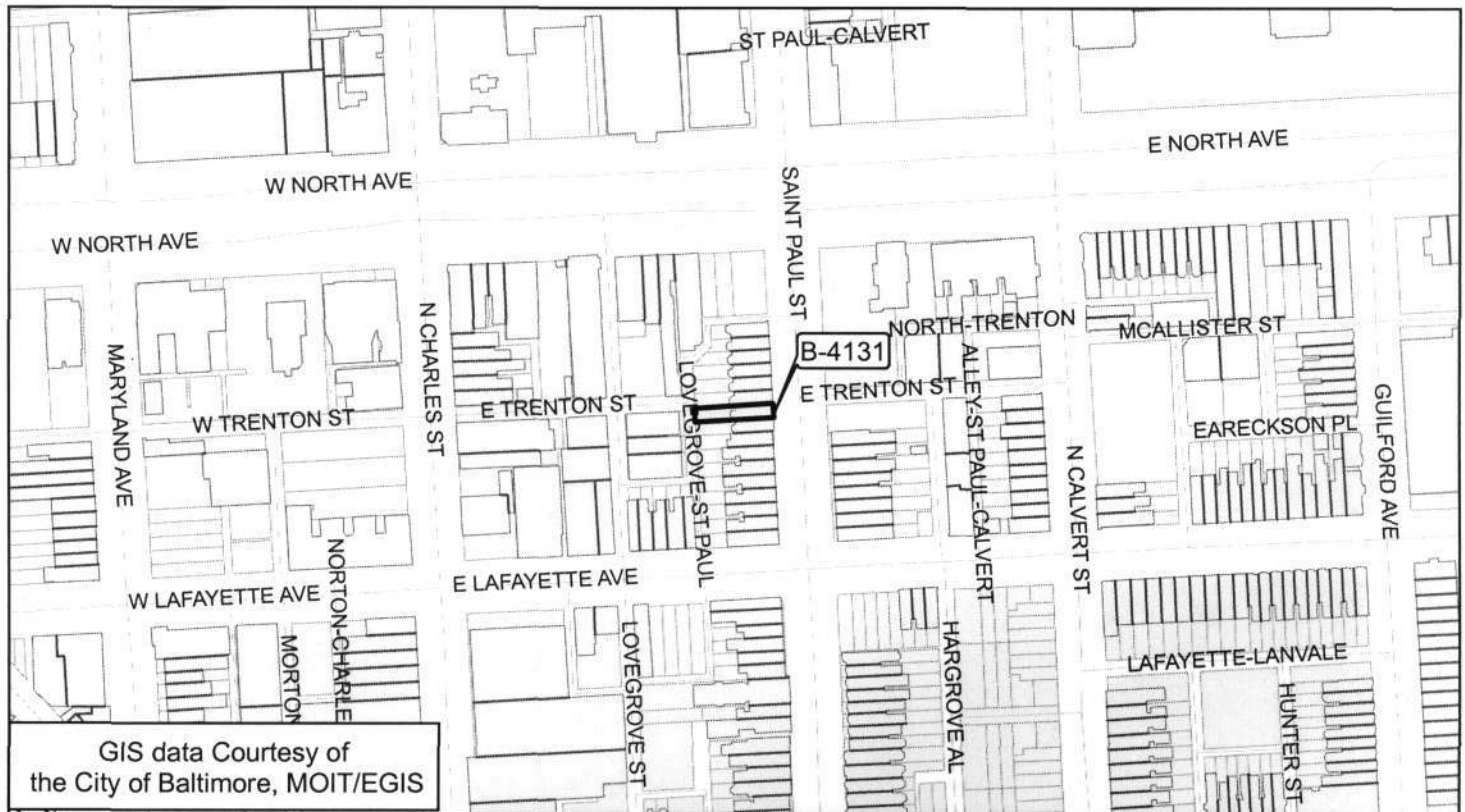 ST PAUL-CALVERT
E NORTH AVE
W NORTH AVE
SAINT PAUL ST
W NORTH AVE
N CHARLES ST
NORTH-TRENTON
MCALLISTER ST
B-4131
MARYLAND AVE
LOVEGROVE-ST PAUL
ALLEY-ST PAUL-CALVERT
E TRENTON ST
E TRENTON ST
W TRENTON ST
GUILFORD AVE
EARECKSON PL
N CALVERT ST
E LAFAYETTE AVE
W LAFAYETTE AVE
NORTON-CHARLE
MORTON
LOVEGROVE ST
HARGROVE AL
LAFAYETTE-LANVALE
HUNTER ST
GIS data Courtesy of
the City of Baltimore, MOIT/EGIS